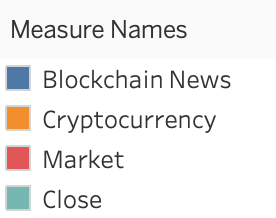 Measure Names
Blockchain News
Cryptocurrency
Market
Close